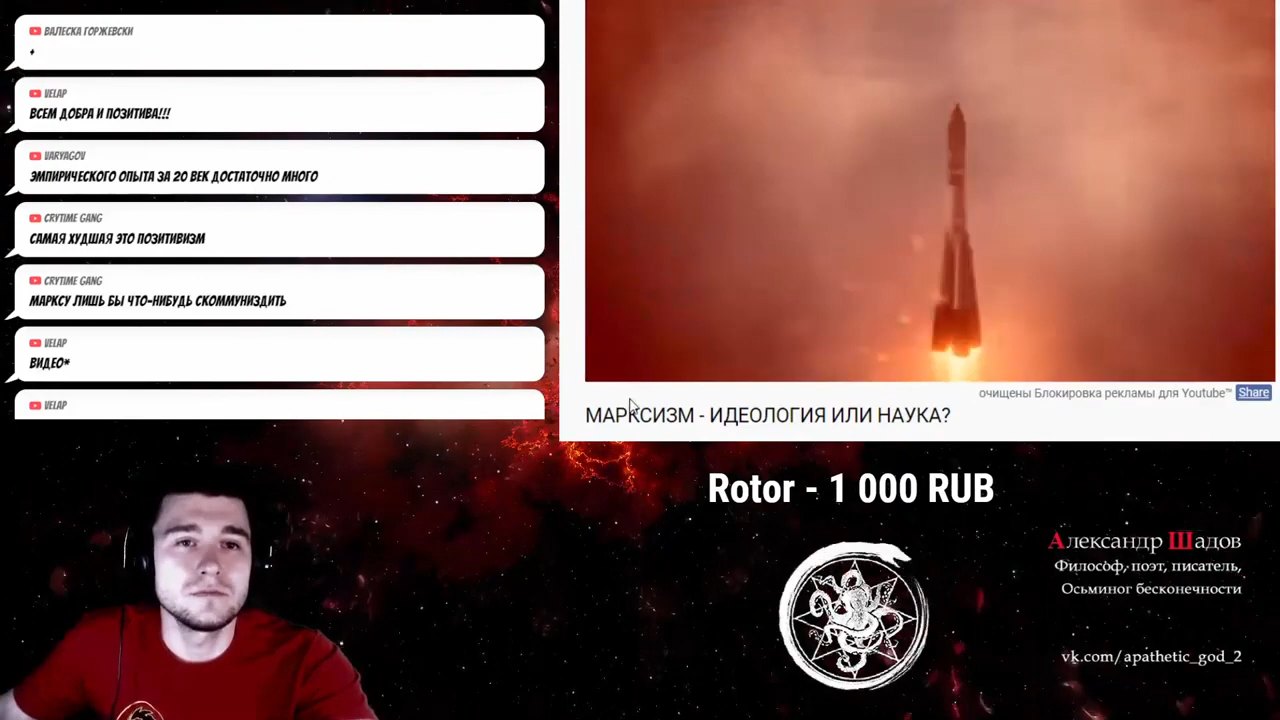 ВАЛЕСКА ГОРЖЕВСКИ
+
VELAP
ВСЕМ ДОБРА И ПОЗИТИВА!!!
VARYAGOV
ЭМПИРИЧЕСКОГО ОПЫТА ЗА 20 ВЕК ДОСТАТОЧНО МНОГО
CRYTIME GANG
САМАЯ ХУДШАЯ ЭТО ПОЗИТИВИЗМ
CRYTIME GANG
МАРКСУ ЛИШЬ БЫ ЧТО-НИБУДЬ СКОММУНИЗДИТЬ
VELAP
ВИДЕО*
VELAP
очищены Блокировка рекламы для Youtube™ Share
МАРКСИЗМ - ИДЕОЛОГИЯ ИЛИ НАУКА?
Rotor - 1 000 RUB
Александр Шадов
Философ, поэт, писатель,
Осьминог бесконечности
vk.com/apathetic_god_2